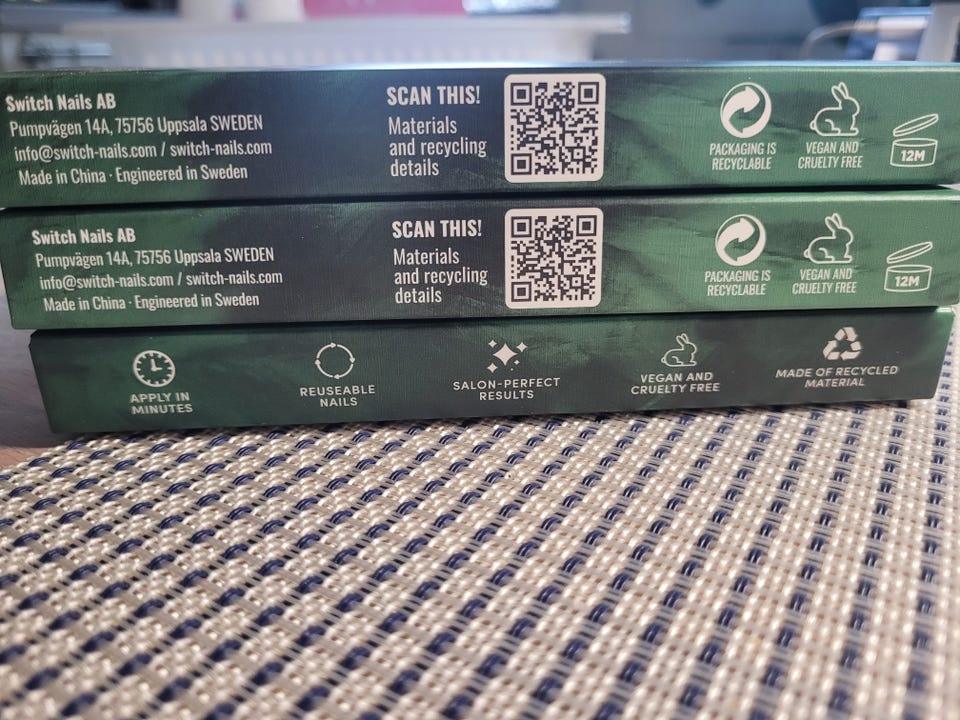 Switch Nails AB
Pumpvägen 14A, 75756 Uppsala SWEDEN
info@switch-nails.com / switch-nails.com
Made in China · Engineered in Sweden
SCAN THIS!
Materials
and recycling
details
PACKAGING IS
RECYCLABLE
VEGAN AND
CRUELTY FREE
12M
Switch Nails AB
Pumpvägen 14A, 75756 Uppsala SWEDEN
info@switch-nails.com / switch-nails.com
Made in China · Engineered in Sweden
SCAN THIS!
Materials
and recycling
details
PACKAGING IS
RECYCLABLE
VEGAN AND
CRUELTY FREE
12M
APPLY IN
MINUTES
REUSEABLE
NAILS
SALON-PERFECT
RESULTS
VEGAN AND
CRUELTY FREE
MADE OF RECYCLED
MATERIAL